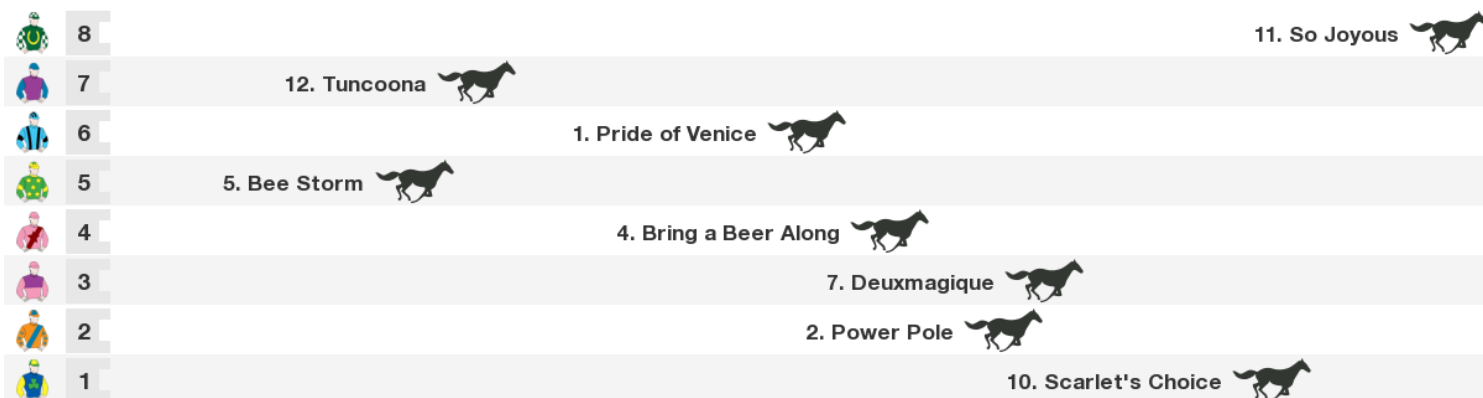 8 11. So Joyous
7 12. Tuncoona
6 1. Pride of Venice
5 5. Bee Storm
4 4. Bring a Beer Along
3 7. Deuxmagique
2 2. Power Pole
1 10. Scarlet's Choice